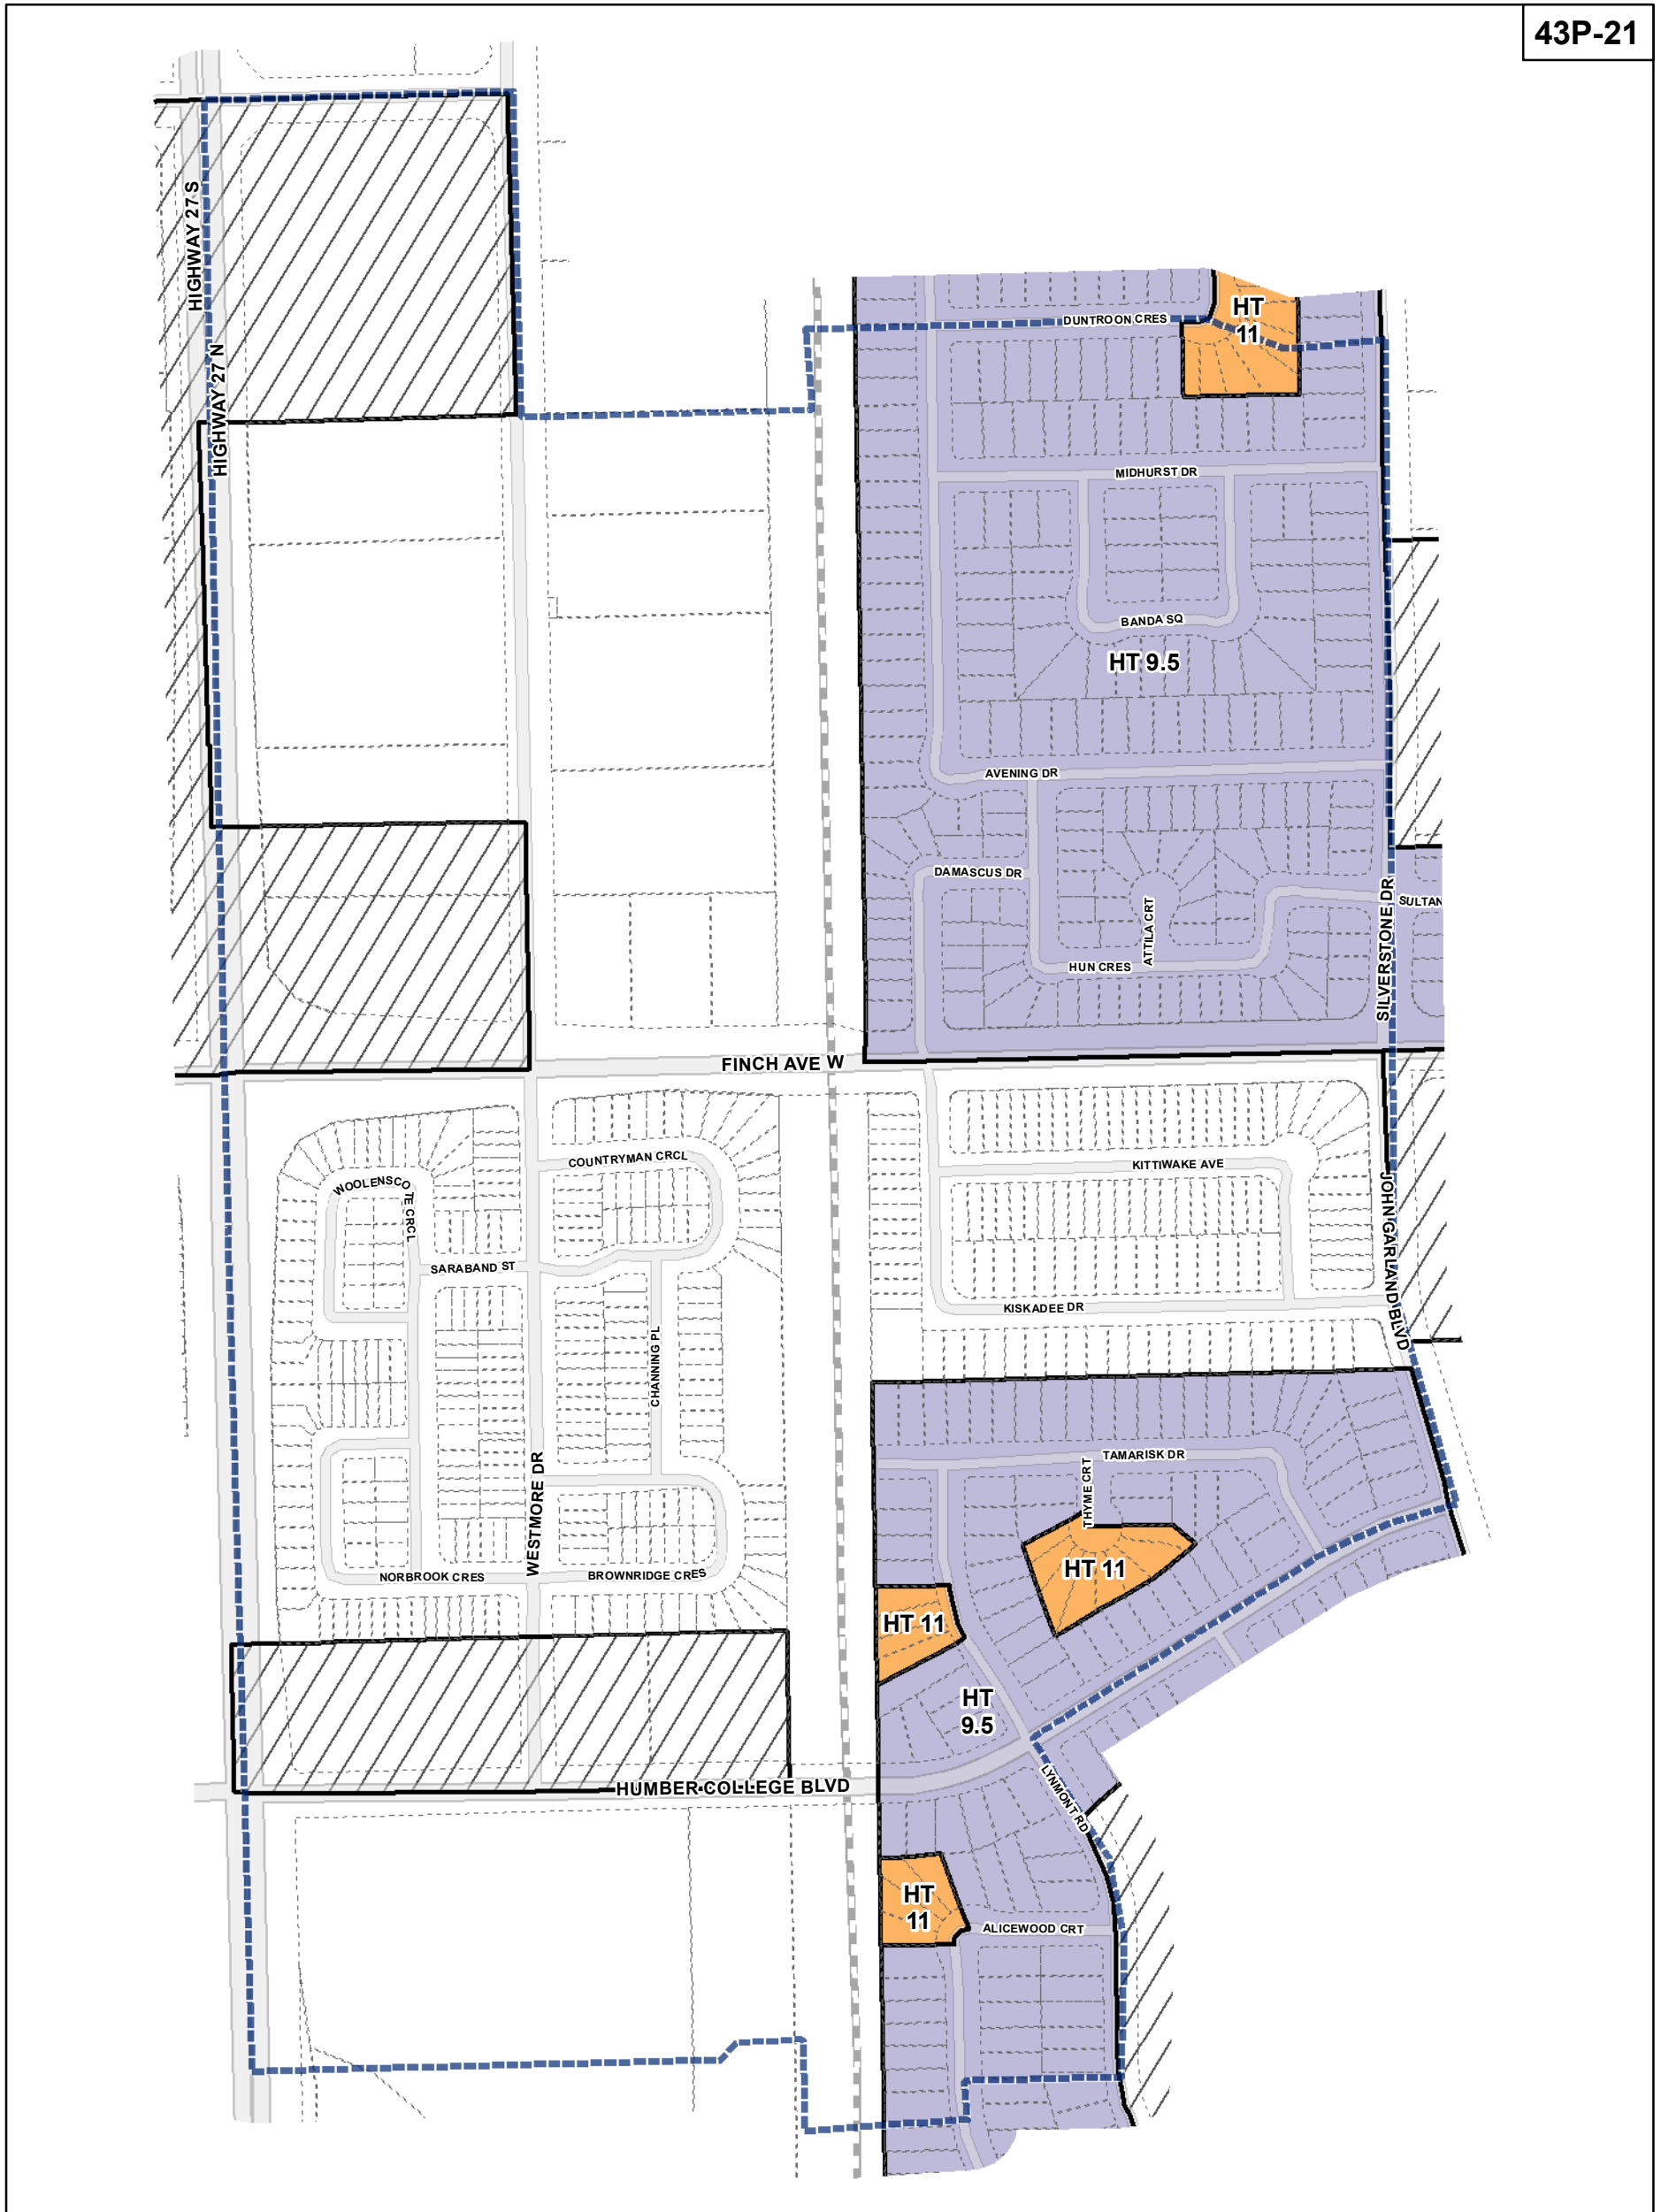 43P-21
HIGHWAY 27 S
HT
11
DUNTROON CRES
HIGHWAY 27 N
MIDHURST DR
BANDA SQ
HT 9.5
AVENING DR
DAMASCUS DR
ATTILA CRT
SILVERSTONE DR
SULTAN
HUN CRES
FINCH AVE W
COUNTRYMAN CRCL
KITTIWAKE AVE
WOOLENSCOTE CRCL
JOHN GARLAND BLVD
SARABAND ST
KISKADEE DR
CHANNING PL
TAMARISK DR
THYME CRT
WESTMORE DR
HT 11
NORBROOK CRES
BROWNRIDGE CRES
HT 11
HT
9.5
HUMBER COLLEGE BLVD
LYNMONT RD
HT
11
ALICEWOOD CRT